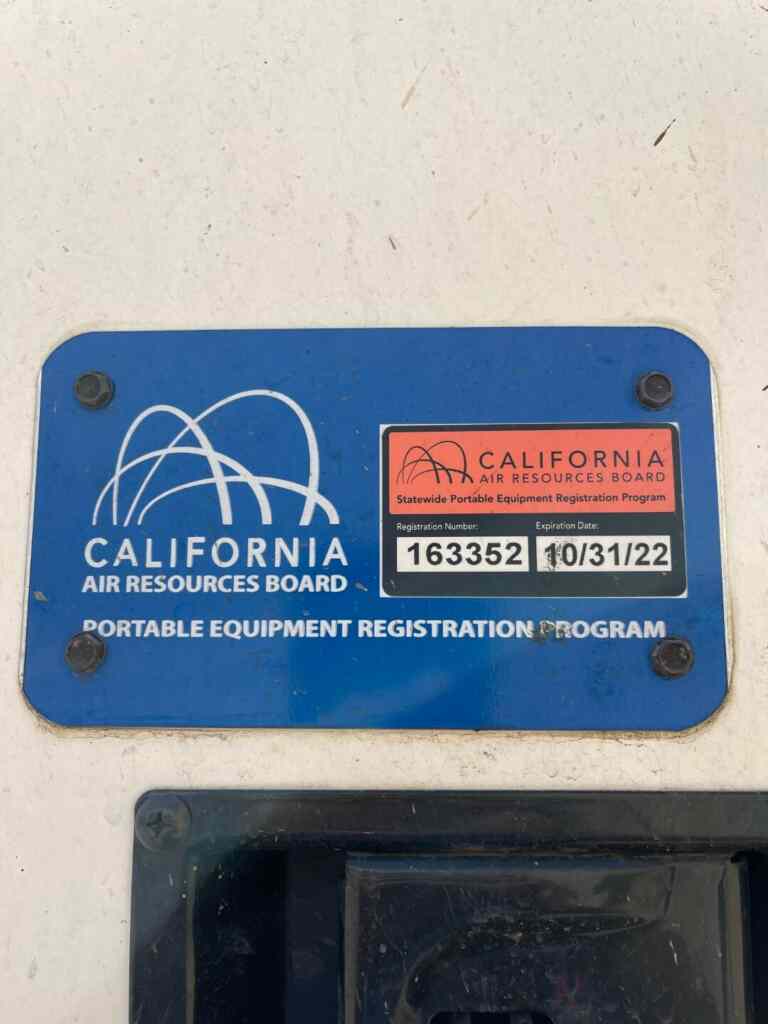 CALIFORNIA
AIR RESOURCES BOARD
PORTABLE EQUIPMENT REGISTRATION PROGRAM
CALIFORNIA
AIR RESOURCES BOARD
Statewide Portable Equipment Registration Program
Registration Number: Expiration Date:
163352 10/31/22